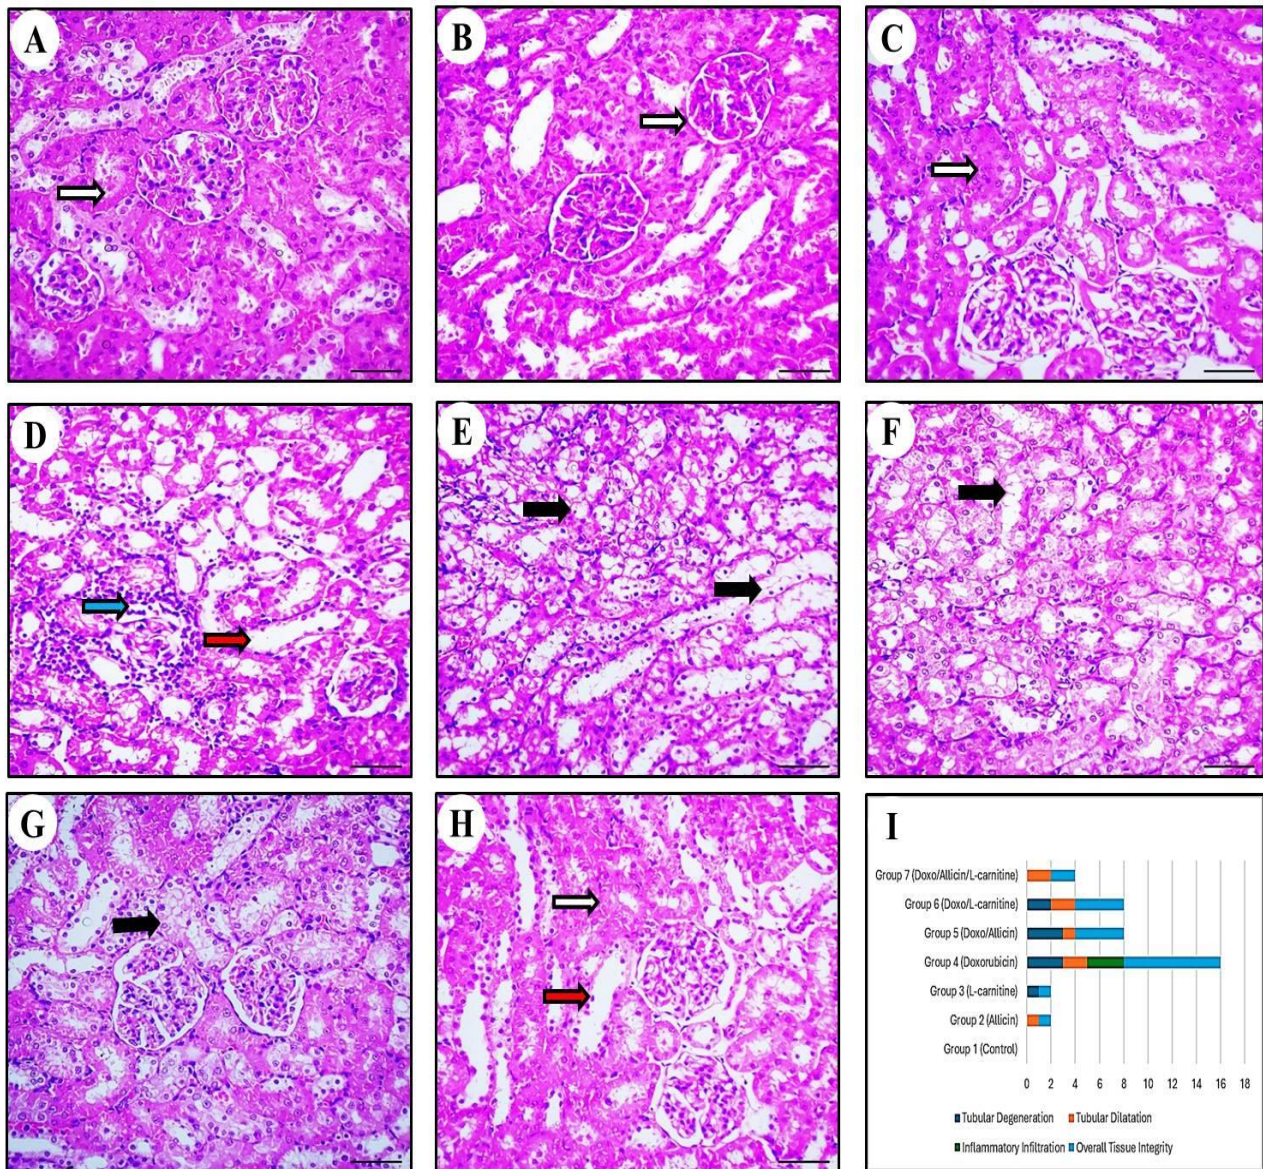 A
B
C
D
E
F
G
H
I
Group 7 (Doxo/Allicin/L-carnitine)
Group 6 (Doxo/L-carnitine)
Group 5 (Doxo/Allicin)
Group 4 (Doxorubicin)
Group 3 (L-carnitine)
Group 2 (Allicin)
Group 1 (Control)
0 2 4 6 8 10 12 14 16 18
Tubular Degeneration Tubular Dilatation
Inflammatory Infiltration Overall Tissue Integrity